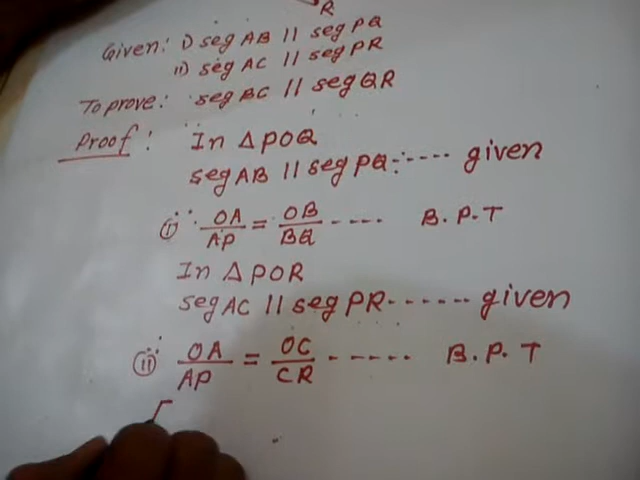 R
Given: i) seg AB || seg PQ
ii) seg AC || seg PR
To prove: seg BC || seg QR
Proof: In △POQ
seg AB || seg PQ ...... given
① ∴ OA/AP = OB/BQ ---- B.P.T
In △POR
seg AC || seg PR ------ given
⑪ ∴ OA/AP = OC/CR ----- B.P.T